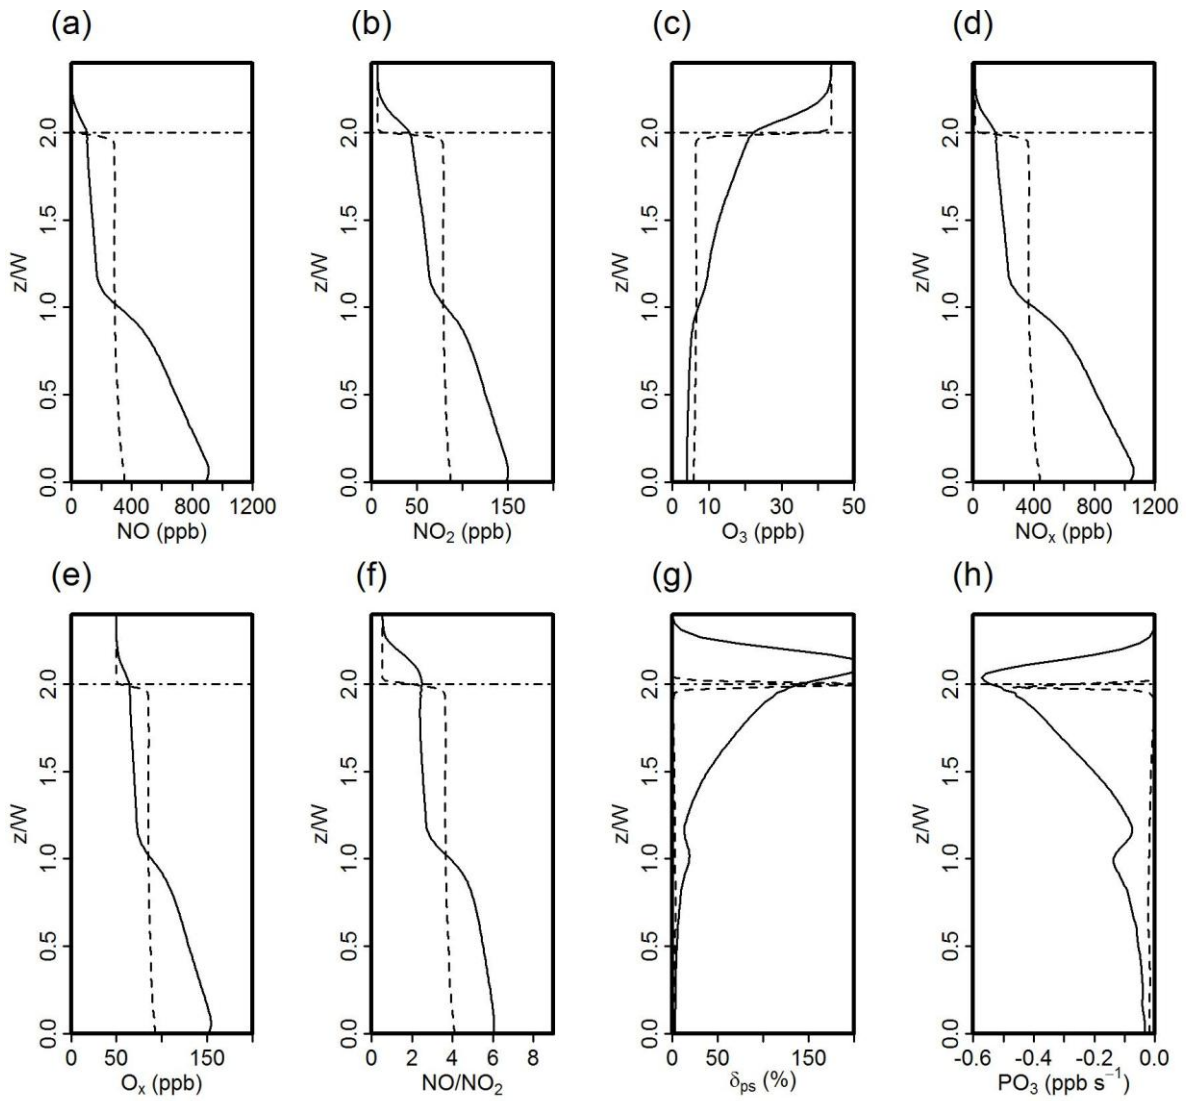 (a) (b) (c) (d)
z/W 0.0 0.5 1.0 1.5 2.0 z/W 0.0 0.5 1.0 1.5 2.0 z/W 0.0 0.5 1.0 1.5 2.0 z/W 0.0 0.5 1.0 1.5 2.0
0 400 800 1200 0 50 150 0 10 30 50 0 400 800 1200
NO (ppb) NO₂ (ppb) O₃ (ppb) NOₓ (ppb)
(e) (f) (g) (h)
z/W 0.0 0.5 1.0 1.5 2.0 z/W 0.0 0.5 1.0 1.5 2.0 z/W 0.0 0.5 1.0 1.5 2.0 z/W 0.0 0.5 1.0 1.5 2.0
0 50 150 0 2 4 6 8 0 50 150 -0.6 -0.4 -0.2 0.0
Oₓ (ppb) NO/NO₂ δps (%) PO₃ (ppb s⁻¹)